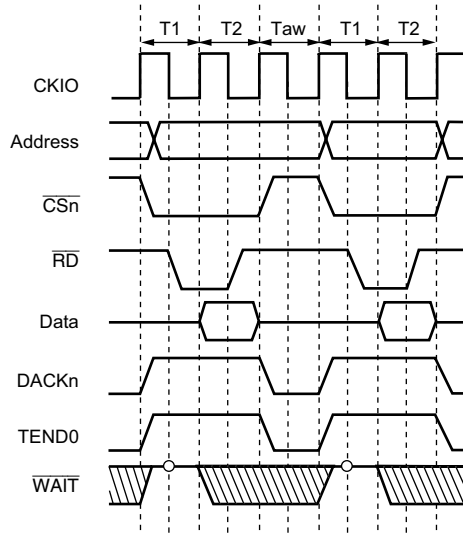 T1 T2 Taw T1 T2
CKIO
Address
CSn
RD
Data
DACKn
TEND0
WAIT